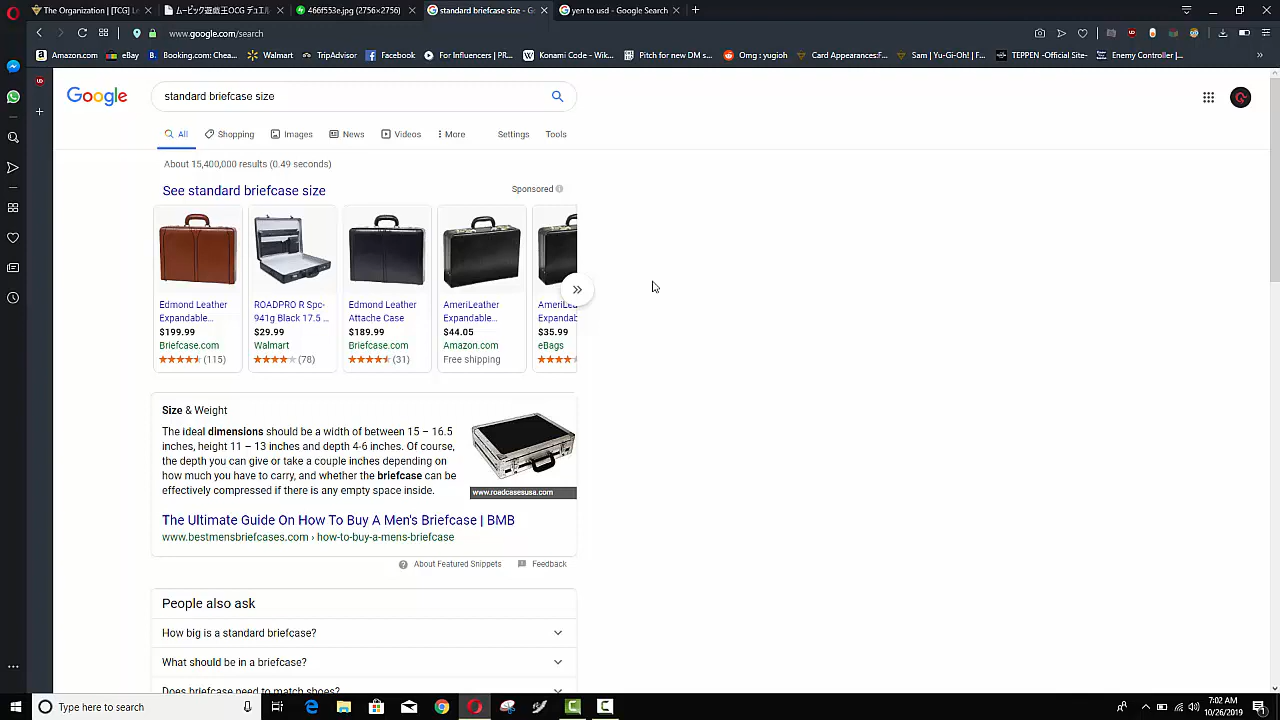 The Organization | [TCG] L
ムービック遊戯王OCG デュエル
466f553e.jpg (2756×2756)
standard briefcase size - G
yen to usd - Google Search
www.google.com/search
Amazon.com
eBay
Booking.com: Chea...
Walmart
TripAdvisor
Facebook
For Influencers | PR...
Konami Code - Wik...
Pitch for new DM s...
Reddit: yugioh
Card Appearances:F...
Sam | Yu-Gi-Oh! | F...
TEPPEN -Official Site-
Enemy Controller |...
Google
standard briefcase size
All
Shopping
Images
News
Videos
More
Settings
Tools
About 15,400,000 results (0.49 seconds)
See standard briefcase size
Sponsored
Edmond Leather
Expandable...
$199.99
Briefcase.com
(115)
ROADPRO R Spc-
941g Black 17.5 ...
$29.99
Walmart
(78)
Edmond Leather
Attache Case
$189.99
Briefcase.com
(31)
AmeriLeather
Expandable...
$44.05
Amazon.com
Free shipping
AmeriLea
Expandab
$35.99
eBags
Size & Weight
The ideal dimensions should be a width of between 15 – 16.5
inches, height 11 – 13 inches and depth 4-6 inches. Of course,
the depth you can give or take a couple inches depending on
how much you have to carry, and whether the briefcase can be
effectively compressed if there is any empty space inside.
www.roadcasesusa.com
The Ultimate Guide On How To Buy A Men's Briefcase | BMB
www.bestmensbriefcases.com › how-to-buy-a-mens-briefcase
About Featured Snippets
Feedback
People also ask
How big is a standard briefcase?
What should be in a briefcase?
Does briefcase need to match shoes?
Type here to search
7:02 AM
10/26/2019